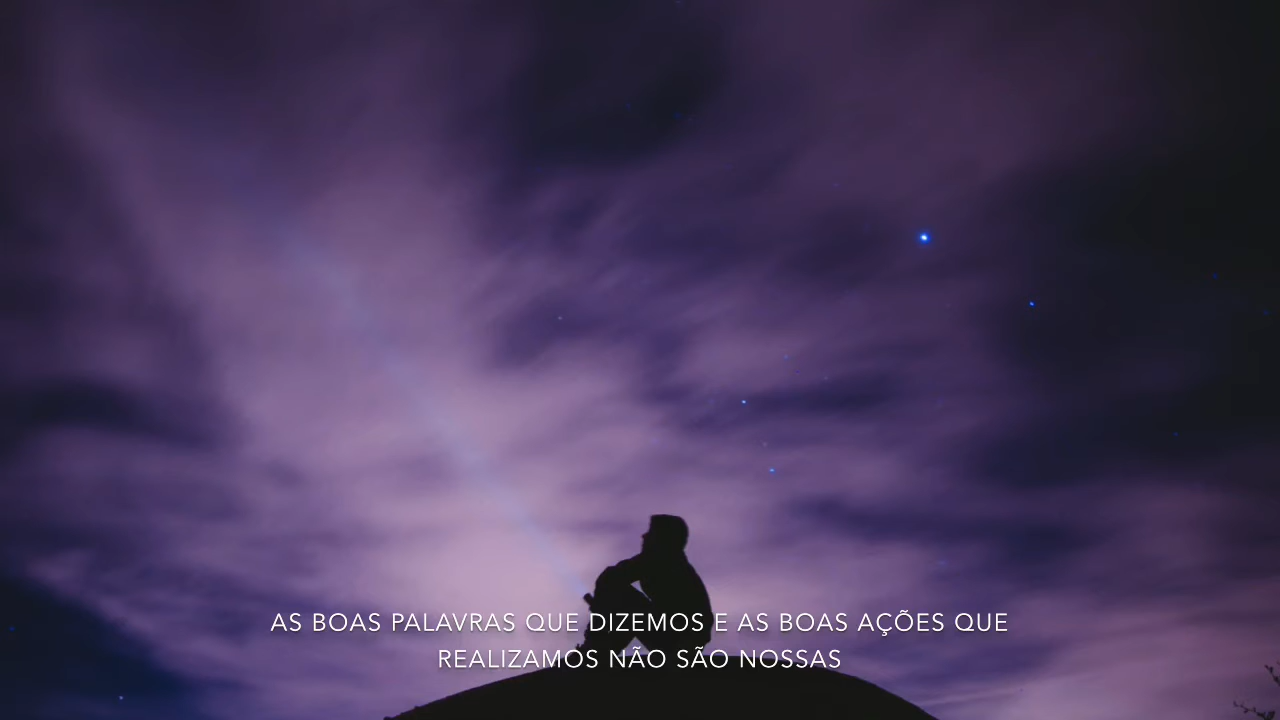 AS BOAS PALAVRAS QUE DIZEMOS E AS BOAS AÇÕES QUE
REALIZAMOS NÃO SÃO NOSSAS